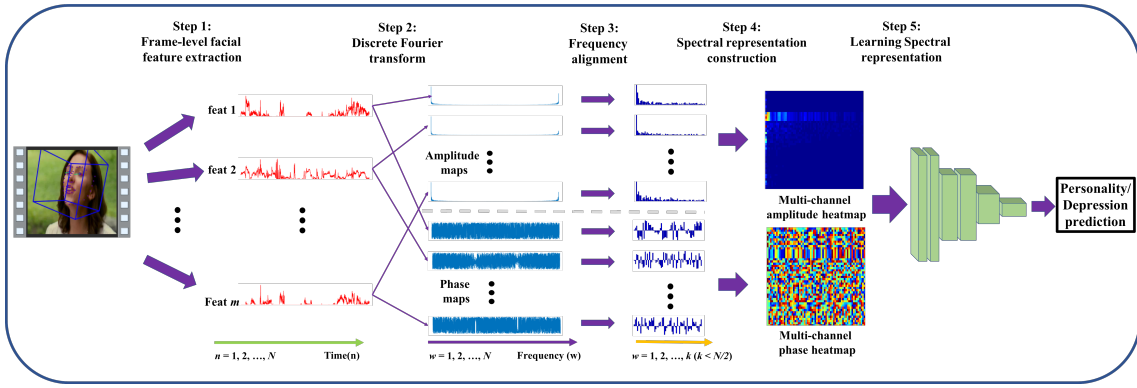 Step 1:
Frame-level facial
feature extraction
Step 2:
Discrete Fourier
transform
Step 3:
Frequency
alignment
Step 4:
Spectral representation
construction
Step 5:
Learning Spectral
representation
feat 1
feat 2
Feat m
Amplitude
maps
Phase
maps
Multi-channel
amplitude heatmap
Multi-channel
phase heatmap
Personality/
Depression
prediction
n = 1, 2, …, N
Time(n)
w = 1, 2, …, N
Frequency (w)
w = 1, 2, …, k (k < N/2)